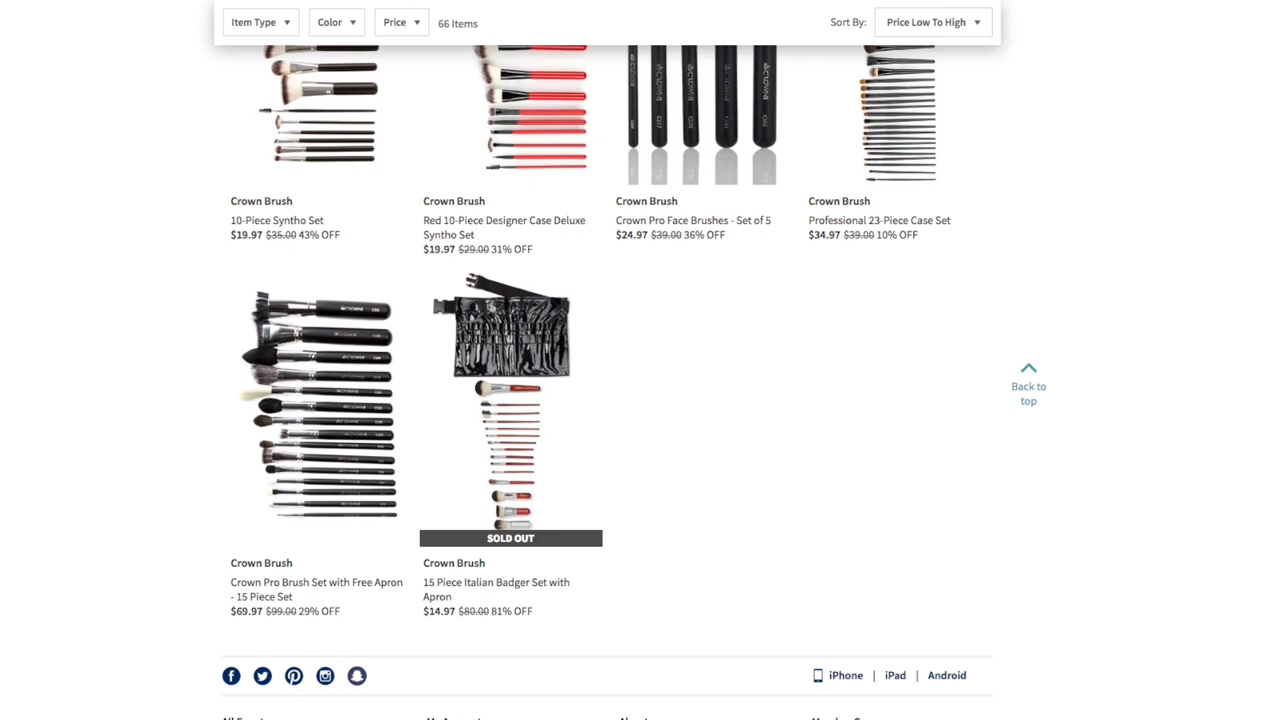 Item Type
Color
Price
66 Items
Sort By:
Price Low To High
Crown Brush
10-Piece Syntho Set
$19.97 $35.00 43% OFF
Crown Brush
Red 10-Piece Designer Case Deluxe
Syntho Set
$19.97 $29.00 31% OFF
Crown Brush
Crown Pro Face Brushes - Set of 5
$24.97 $39.00 36% OFF
Crown Brush
Professional 23-Piece Case Set
$34.97 $39.00 10% OFF
Back to
top
SOLD OUT
Crown Brush
Crown Pro Brush Set with Free Apron
- 15 Piece Set
$69.97 $99.00 29% OFF
Crown Brush
15 Piece Italian Badger Set with
Apron
$14.97 $80.00 81% OFF
iPhone | iPad | Android